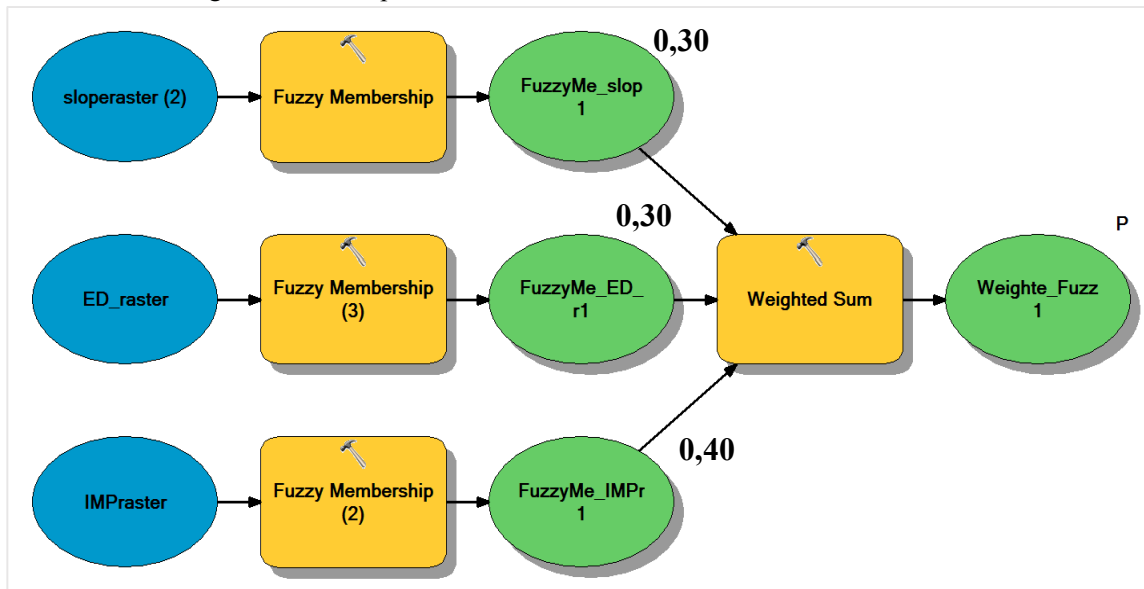 0,30
sloperaster (2)
Fuzzy Membership
FuzzyMe_slop
1
0,30
P
ED_raster
Fuzzy Membership
(3)
FuzzyMe_ED_
r1
Weighted Sum
Weighte_Fuzz
1
0,40
IMPraster
Fuzzy Membership
(2)
FuzzyMe_IMPr
1